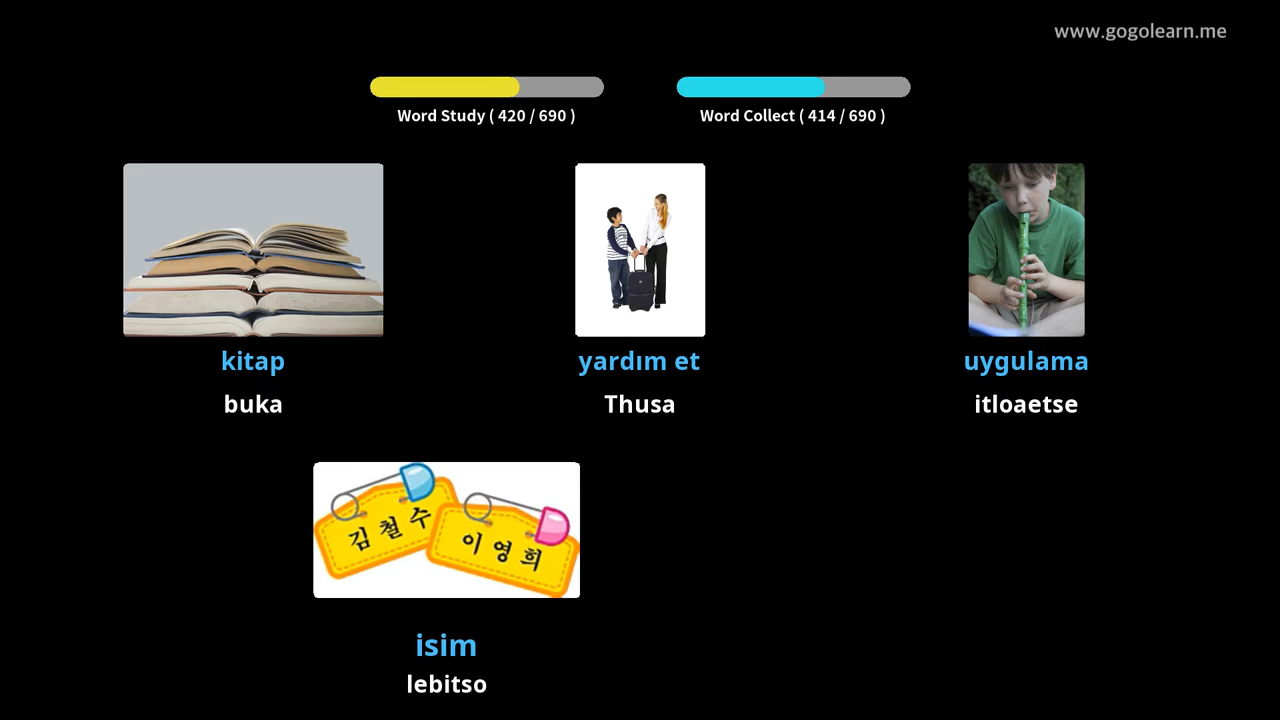 www.gogolearn.me
Word Study ( 420 / 690 )
Word Collect ( 414 / 690 )
kitap
buka
yardım et
Thusa
uygulama
itloaetse
김철수
이영희
isim
lebitso